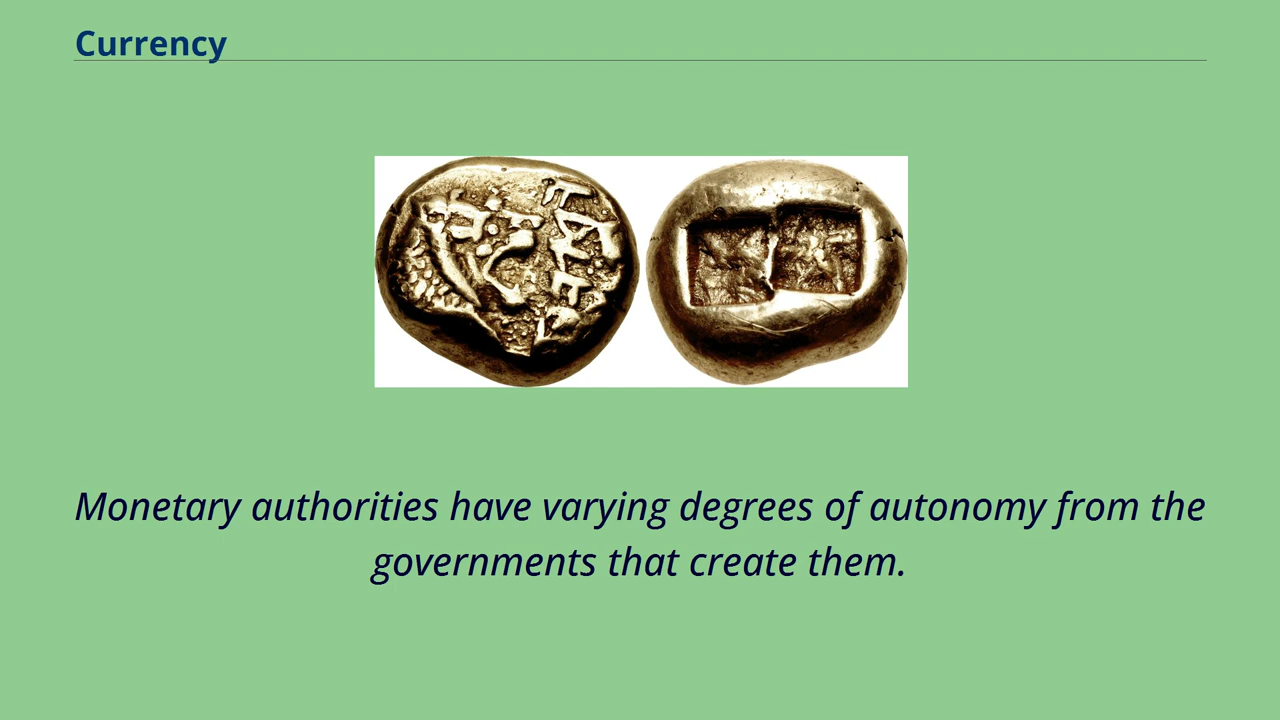 Currency
Monetary authorities have varying degrees of autonomy from the
governments that create them.